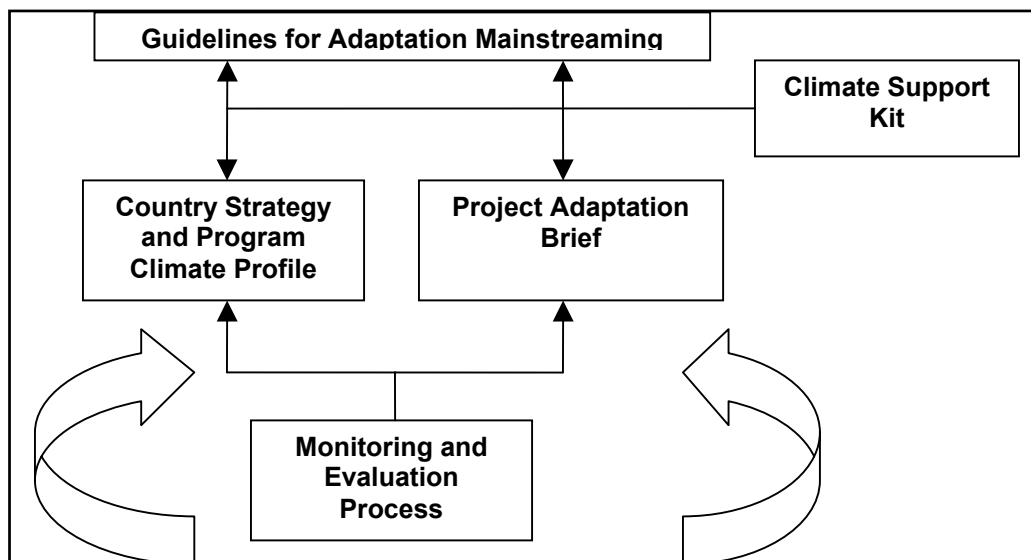 Guidelines for Adaptation Mainstreaming
Climate Support
Kit
Country Strategy
and Program
Climate Profile
Project Adaptation
Brief
Monitoring and
Evaluation
Process